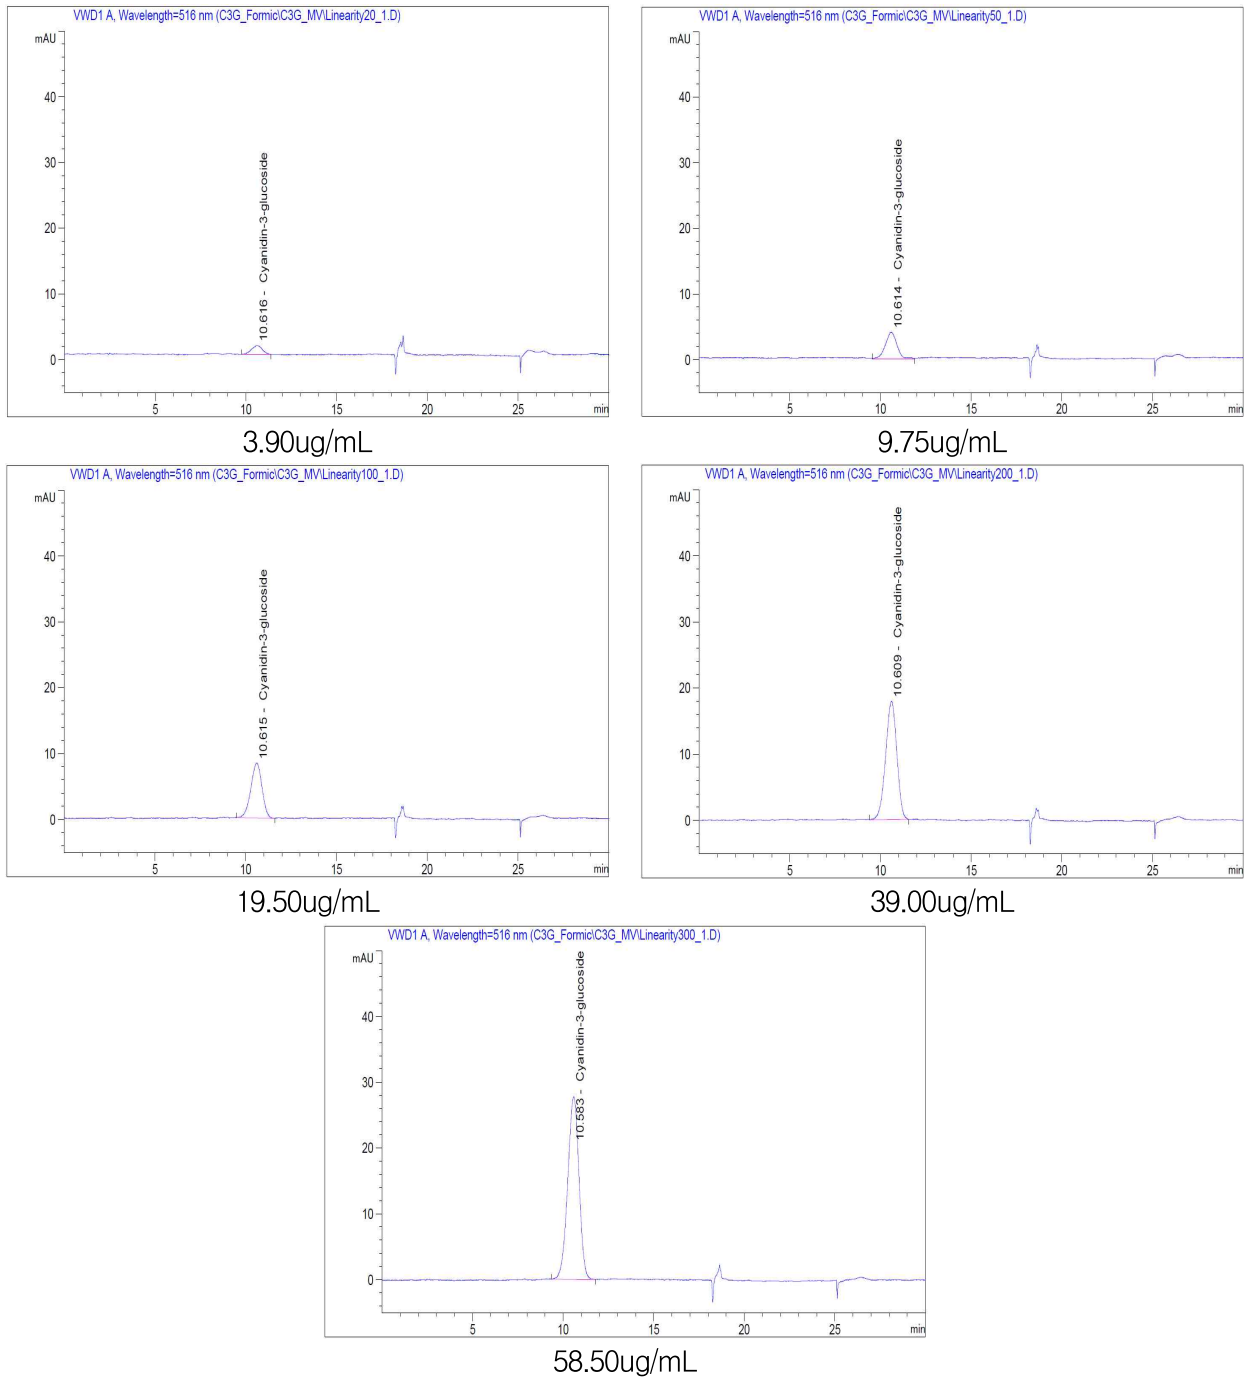 VWD1 A, Wavelength=516 nm (C3G_Formic\C3G_MV\Linearity20_1.D)
mAU
40
30
20
10
0
10.616 - Cyanidin-3-glucoside
5 10 15 20 25 min
3.90ug/mL
VWD1 A, Wavelength=516 nm (C3G_Formic\C3G_MV\Linearity50_1.D)
mAU
40
30
20
10
0
10.614 - Cyanidin-3-glucoside
5 10 15 20 25 min
9.75ug/mL
VWD1 A, Wavelength=516 nm (C3G_Formic\C3G_MV\Linearity100_1.D)
mAU
40
30
20
10
0
10.615 - Cyanidin-3-glucoside
5 10 15 20 25 min
19.50ug/mL
VWD1 A, Wavelength=516 nm (C3G_Formic\C3G_MV\Linearity200_1.D)
mAU
40
30
20
10
0
10.609 - Cyanidin-3-glucoside
5 10 15 20 25 min
39.00ug/mL
VWD1 A, Wavelength=516 nm (C3G_Formic\C3G_MV\Linearity300_1.D)
mAU
40
30
20
10
0
10.583 - Cyanidin-3-glucoside
5 10 15 20 25 min
58.50ug/mL